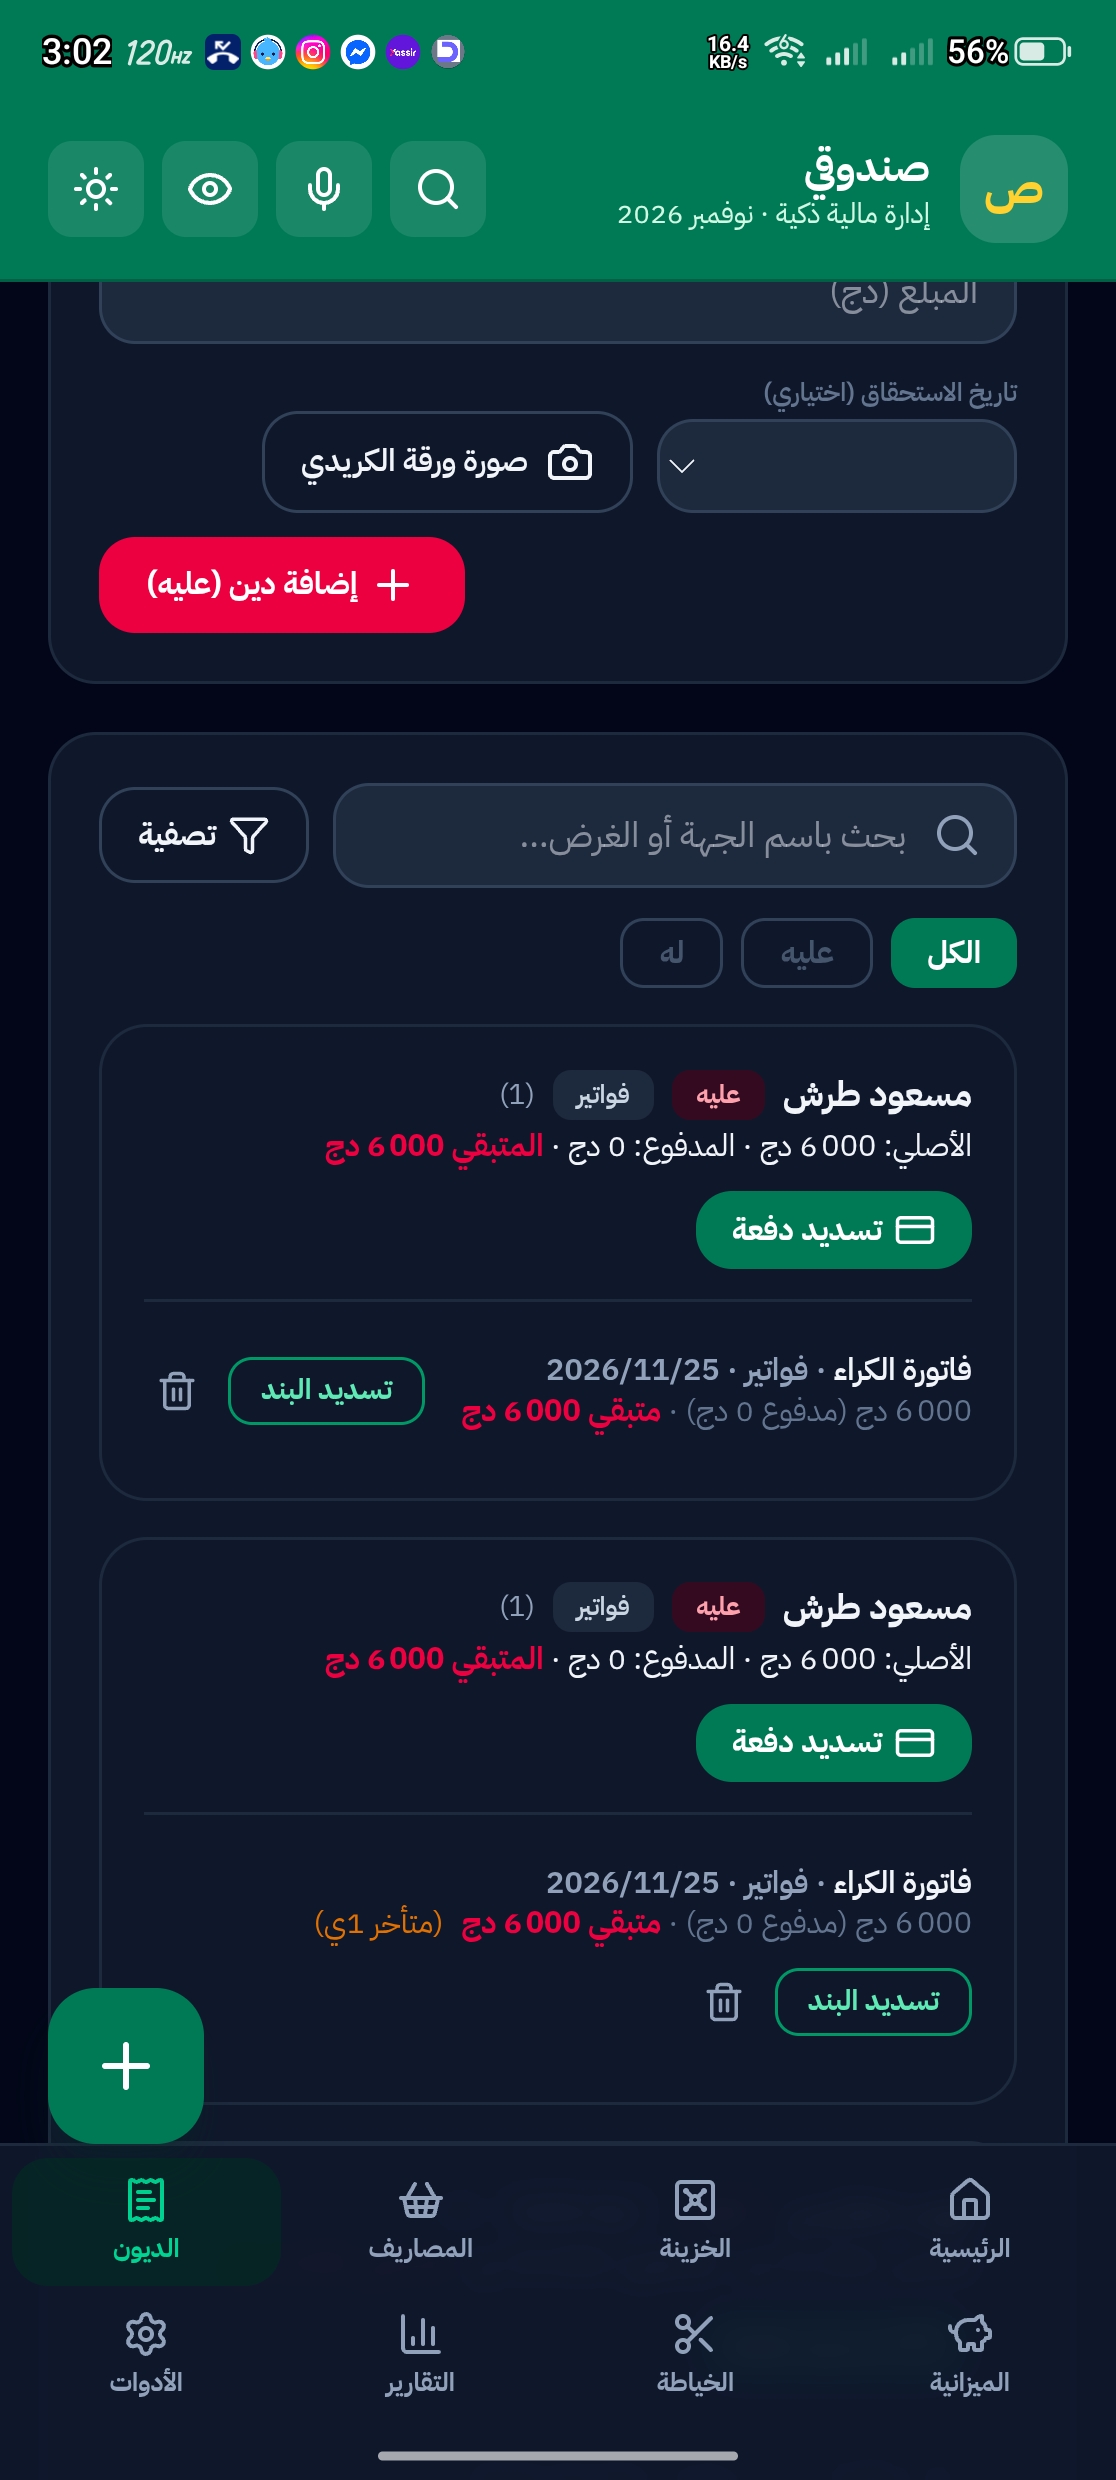 3:02 120HZ Yassir 16.4 KB/s 6 56%
ص
صندوقي
إدارة مالية ذكية · نوفمبر 2026
المبلغ (دج)
تاريخ الاستحقاق (اختياري)
صورة ورقة الكريدي
إضافة دين (عليه)
بحث باسم الجهة أو الغرض...
تصفية
الكل عليه له
مسعود طرش عليه فواتير (1)
الأصلي: 6 000 دج · المدفوع: 0 دج · المتبقي 6 000 دج
تسديد دفعة
فاتورة الكراء · فواتير · 2026/11/25
6 000 دج (مدفوع 0 دج) · متبقي 6 000 دج
تسديد البند
مسعود طرش عليه فواتير (1)
الأصلي: 6 000 دج · المدفوع: 0 دج · المتبقي 6 000 دج
تسديد دفعة
فاتورة الكراء · فواتير · 2026/11/25
6 000 دج (مدفوع 0 دج) · متبقي 6 000 دج (متأخر 1ي)
تسديد البند
الرئيسية الخزينة المصاريف الديون
الميزانية الخياطة التقارير الأدوات